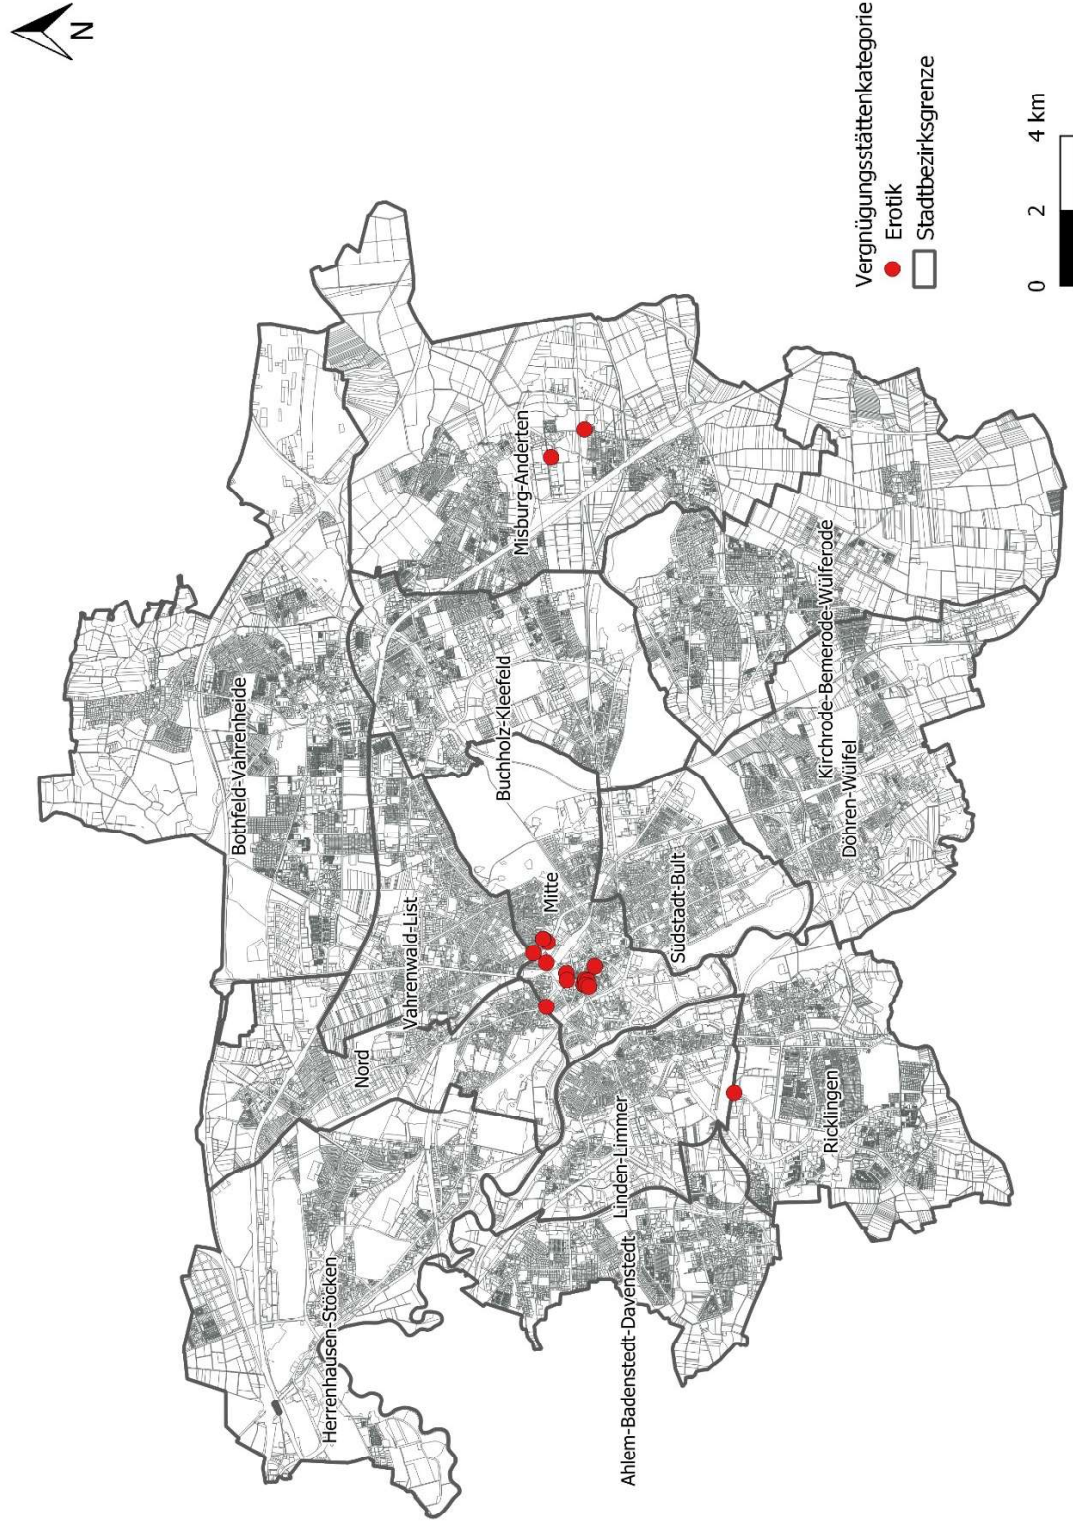 N
Bothfeld-Vahrenheide
Herrenhausen-Stöcken
Nord
Vahrenwald-List
Buchholz-Kleefeld
Misburg-Anderten
Mitte
Ahlem-Badenstedt-Davenstedt
Linden-Limmer
Südstadt-Bult
Ricklingen
Döhren-Wülfel
Kirchrode-Bemerode-Wülferode
Vergnügungsstättenkategorie
Erotik
Stadtbezirksgrenze
0 2 4 km